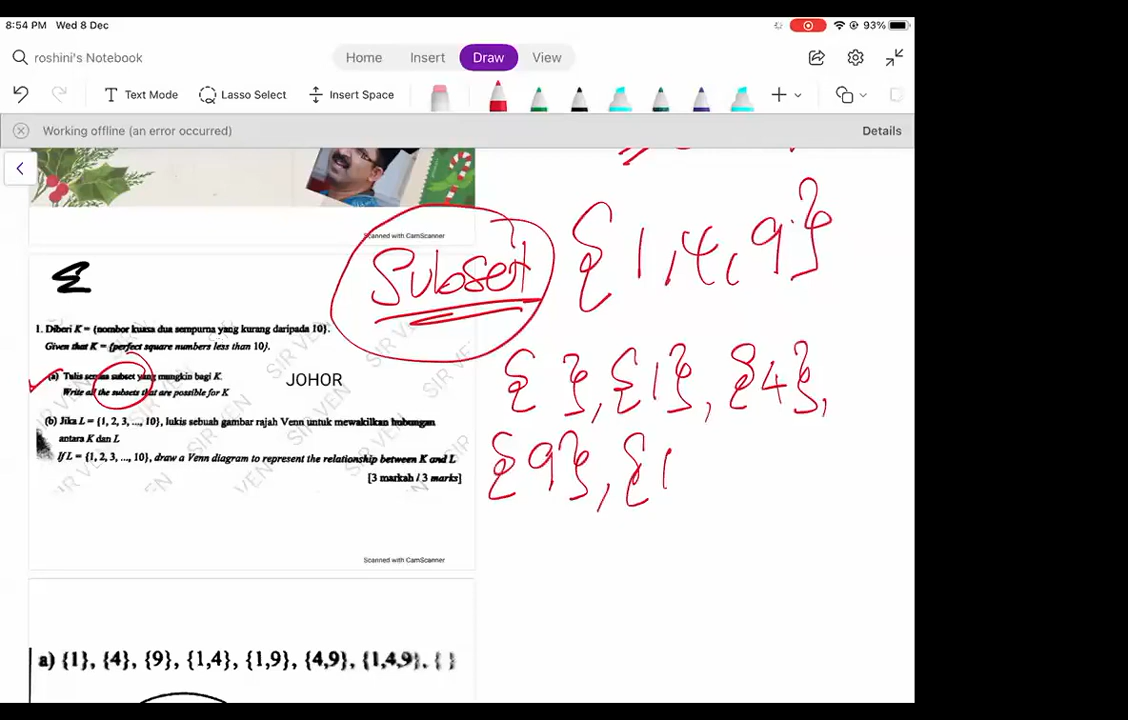 8:54 PM Wed 8 Dec
93%
roshini's Notebook
Home Insert Draw View
Text Mode Lasso Select Insert Space
Working offline (an error occurred) Details
Scanned with CamScanner
Subset {1,4,9}
Σ
1. Diberi K = {nombor kuasa dua sempurna yang kurang daripada 10}.
Given that K = {perfect square numbers less than 10}.
(a) Tulis semua subset yang mungkin bagi K.
Write all the subsets that are possible for K
JOHOR
{ }, {1}, {4},
(b) Jika L = {1, 2, 3, ..., 10}, lukis sebuah gambar rajah Venn untuk mewakilkan hubungan
antara K dan L
If L = {1, 2, 3, ..., 10}, draw a Venn diagram to represent the relationship between K and L
[3 markah / 3 marks]
{9}, {1
SIR VEN
Scanned with CamScanner
a) {1}, {4}, {9}, {1,4}, {1,9}, {4,9}, {1,4,9}. { }